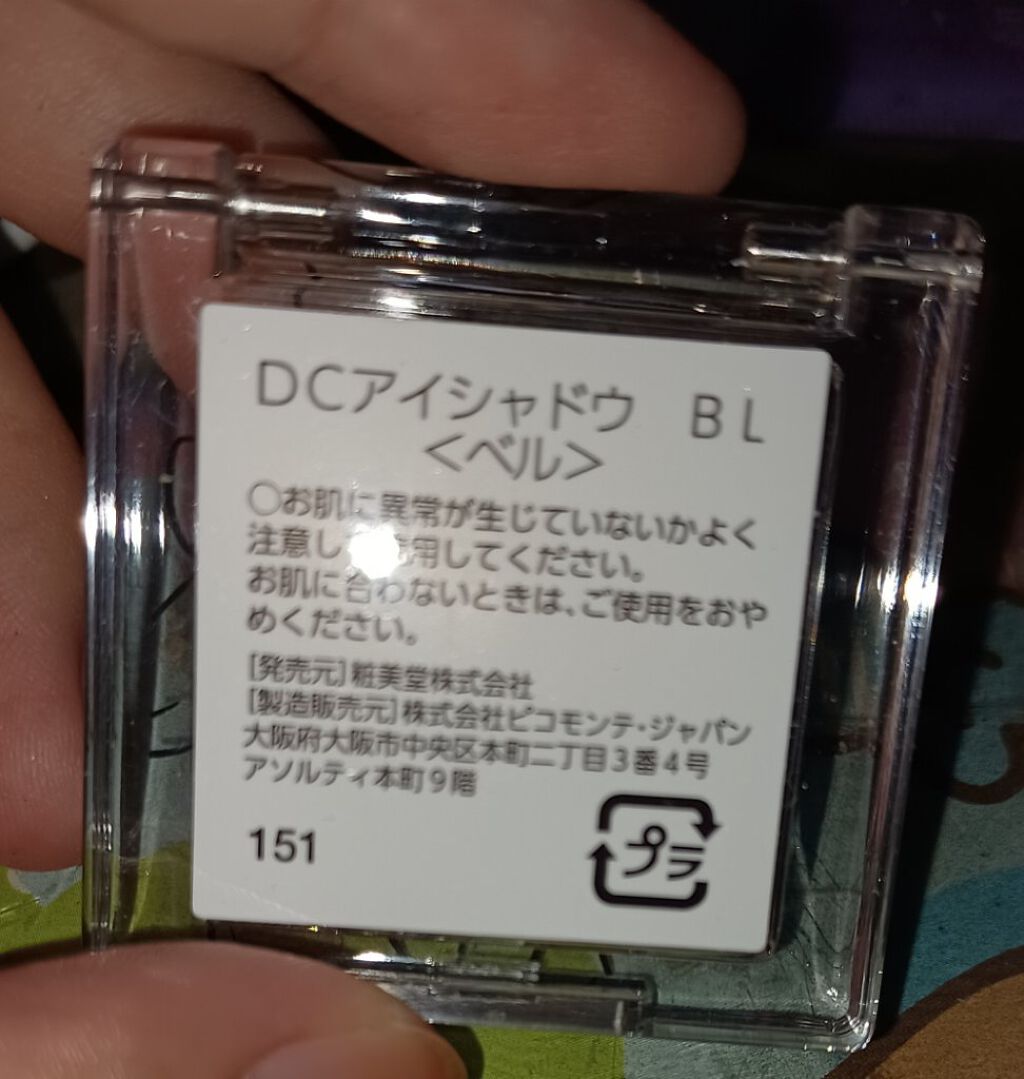 DCアイシャドウ BL
<ベル>
○お肌に異常が生じていないかよく
注意し 使用してください。
お肌に合わないときは、ご使用をおや
めください。
[発売元]粧美堂株式会社
[製造販売元]株式会社ピコモンテ・ジャパン
大阪府大阪市中央区本町二丁目3番4号
アソルティ本町9階
151
プラ